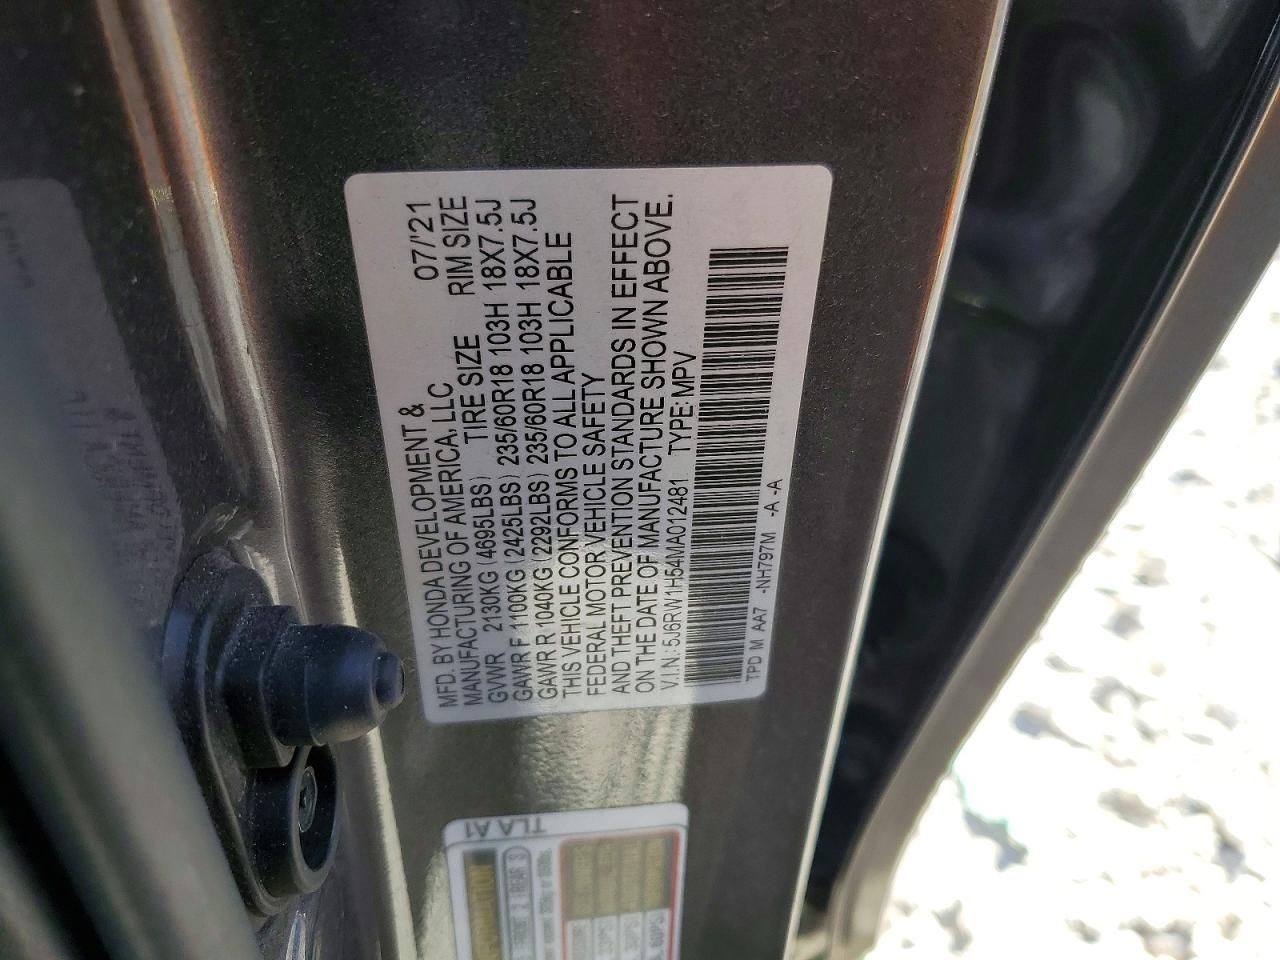 MFD. BY HONDA DEVELOPMENT & 07/'21
MANUFACTURING OF AMERICA, LLC
GVWR 2130KG (4695LBS) TIRE SIZE RIM SIZE
GAWR F 1100KG (2425LBS) 235/60R18 103H 18X7.5J
GAWR R 1040KG (2292LBS) 235/60R18 103H 18X7.5J
THIS VEHICLE CONFORMS TO ALL APPLICABLE
FEDERAL MOTOR VEHICLE SAFETY
AND THEFT PREVENTION STANDARDS IN EFFECT
ON THE DATE OF MANUFACTURE SHOWN ABOVE.
V.I.N.: 5J6RW1H54MA012481 TYPE: MPV
TPD M AA7 -NH797M -A -A
TLA A1